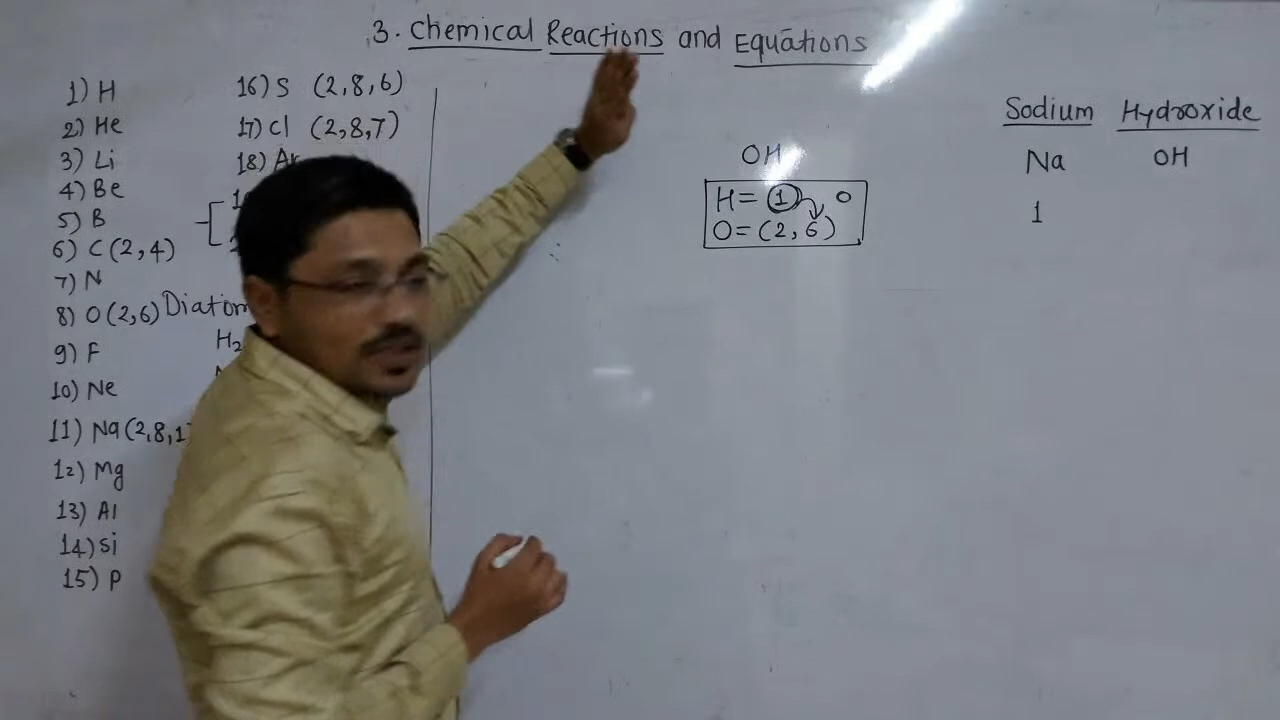 3. Chemical Reactions and Equations
1) H
2) He
3) Li
4) Be
5) B
6) C (2,4)
7) N
8) O (2,6) Diatom
9) F
10) Ne
11) Na (2,8,1)
12) Mg
13) Al
14) Si
15) P
16) S (2,8,6)
17) Cl (2,8,7)
18) Ar
H2
OH
H = 1 0
O = (2,6)
Sodium Hydroxide
Na OH
1